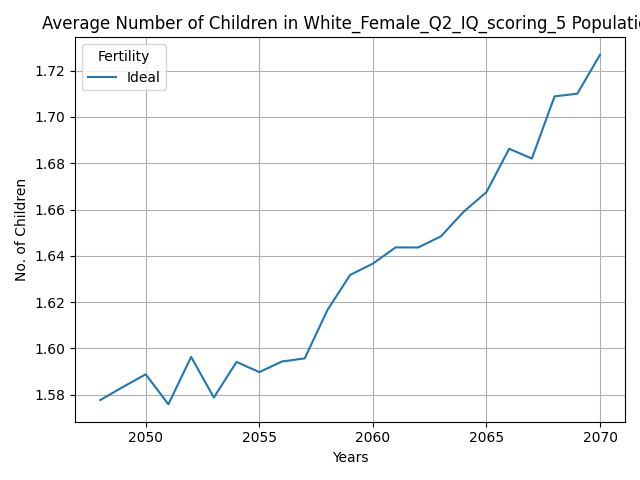 Average Number of Children in White_Female_Q2_IQ_scoring_5 Populatio
Fertility
Ideal
No. of Children
1.72
1.70
1.68
1.66
1.64
1.62
1.60
1.58
2050 2055 2060 2065 2070
Years